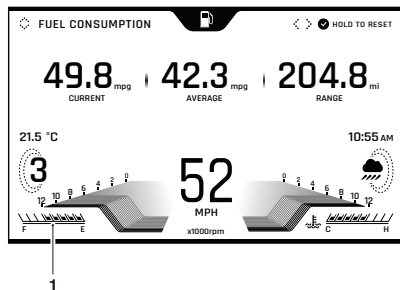 FUEL CONSUMPTION
HOLD TO RESET
49.8 mpg 42.3 mpg 204.8 mi
CURRENT AVERAGE RANGE
21.5 °C 10:55 AM
3
52
MPH
x1000rpm
12 10 8 6 4 2 0
0 2 4 6 8 10 12
F E
C H
1